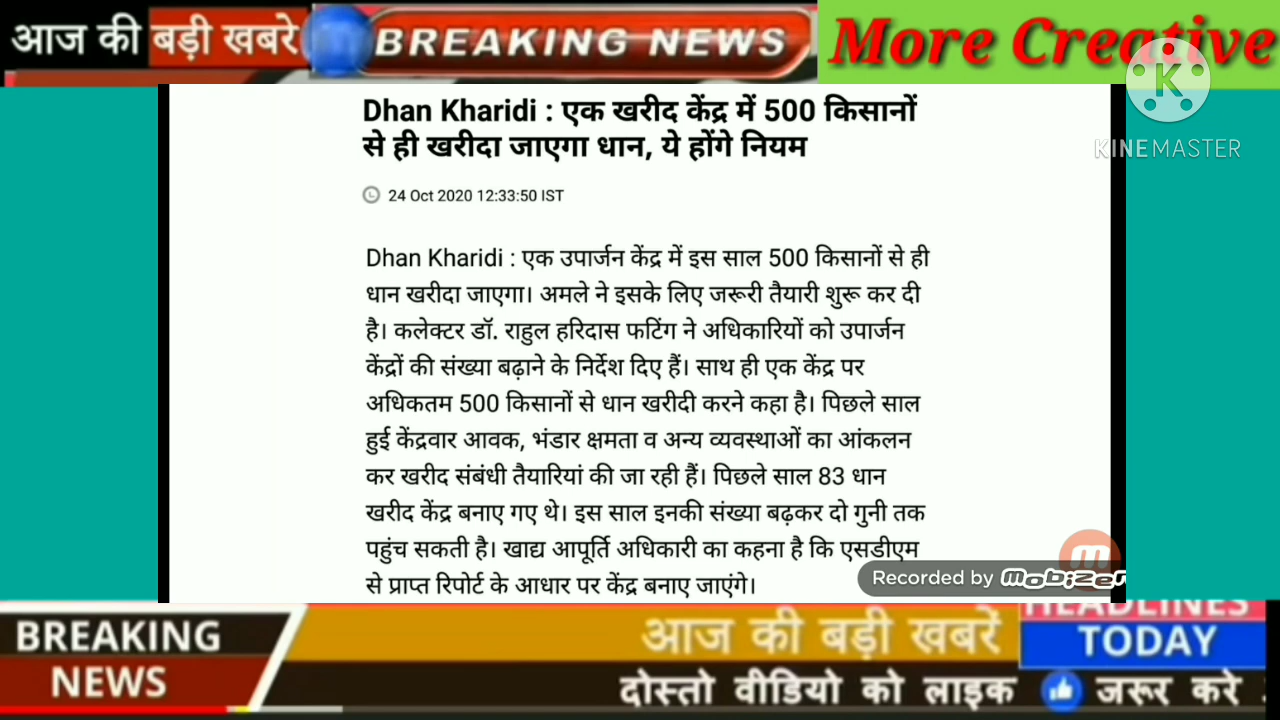 आज की बड़ी खबरे
BREAKING NEWS
More Creative
K
KINEMASTER
Dhan Kharidi : एक खरीद केंद्र में 500 किसानों
से ही खरीदा जाएगा धान, ये होंगे नियम
24 Oct 2020 12:33:50 IST
Dhan Kharidi : एक उपार्जन केंद्र में इस साल 500 किसानों से ही
धान खरीदा जाएगा। अमले ने इसके लिए जरूरी तैयारी शुरू कर दी
है। कलेक्टर डॉ. राहुल हरिदास फटिंग ने अधिकारियों को उपार्जन
केंद्रों की संख्या बढ़ाने के निर्देश दिए हैं। साथ ही एक केंद्र पर
अधिकतम 500 किसानों से धान खरीदी करने कहा है। पिछले साल
हुई केंद्रवार आवक, भंडार क्षमता व अन्य व्यवस्थाओं का आंकलन
कर खरीद संबंधी तैयारियां की जा रही हैं। पिछले साल 83 धान
खरीद केंद्र बनाए गए थे। इस साल इनकी संख्या बढ़कर दो गुनी तक
पहुंच सकती है। खाद्य आपूर्ति अधिकारी का कहना है कि एसडीएम
से प्राप्त रिपोर्ट के आधार पर केंद्र बनाए जाएंगे।
Recorded by Mobizen
BREAKING
NEWS
आज की बड़ी खबरें
HEADLINES
TODAY
दोस्तो वीडियो को लाइक जरूर करे